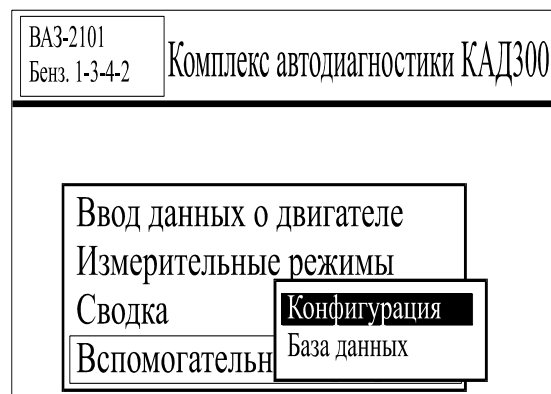 ВАЗ-2101
Бенз. 1-3-4-2
Комплекс автодиагностики КАД300
Ввод данных о двигателе
Измерительные режимы
Сводка
Конфигурация
База данных
Вспомогательн